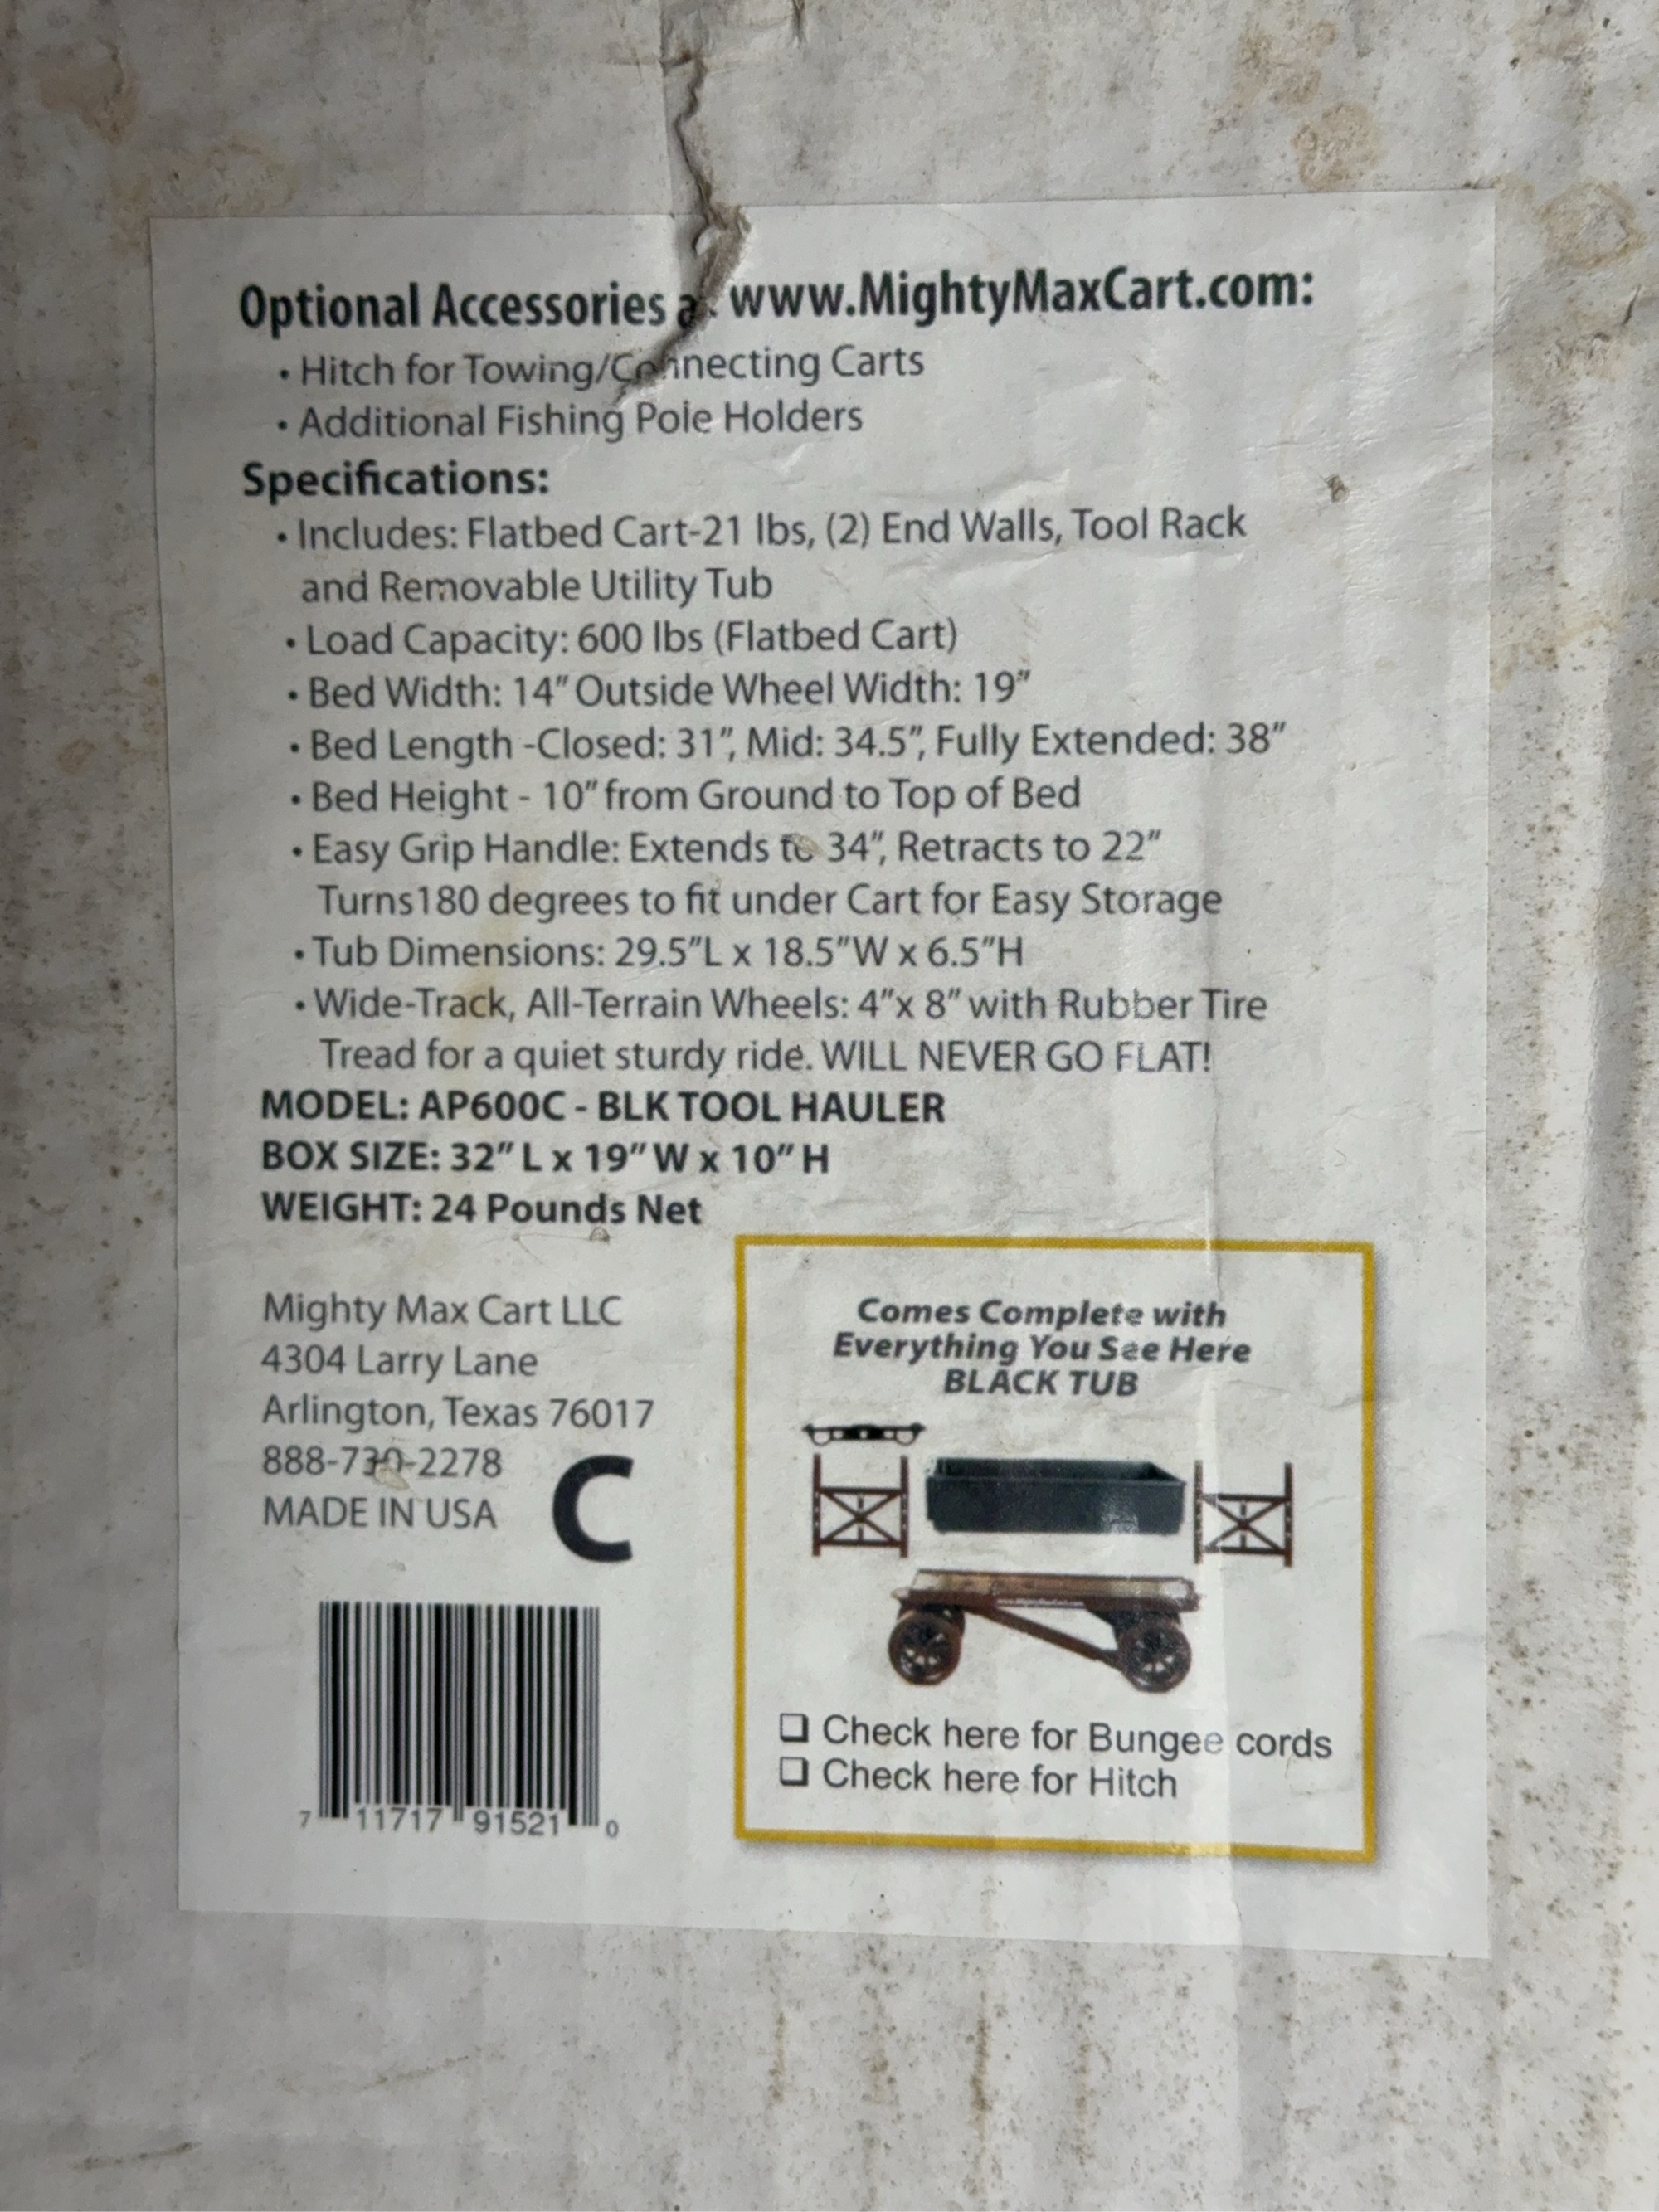 Optional Accessories at www.MightyMaxCart.com:
• Hitch for Towing/Connecting Carts
• Additional Fishing Pole Holders
Specifications:
• Includes: Flatbed Cart-21 lbs, (2) End Walls, Tool Rack
and Removable Utility Tub
• Load Capacity: 600 lbs (Flatbed Cart)
• Bed Width: 14” Outside Wheel Width: 19”
• Bed Length -Closed: 31”, Mid: 34.5”, Fully Extended: 38”
• Bed Height - 10” from Ground to Top of Bed
• Easy Grip Handle: Extends to 34”, Retracts to 22”
Turns180 degrees to fit under Cart for Easy Storage
• Tub Dimensions: 29.5”L x 18.5”W x 6.5”H
• Wide-Track, All-Terrain Wheels: 4”x 8” with Rubber Tire
Tread for a quiet sturdy ride. WILL NEVER GO FLAT!
MODEL: AP600C - BLK TOOL HAULER
BOX SIZE: 32” L x 19” W x 10” H
WEIGHT: 24 Pounds Net
Mighty Max Cart LLC
4304 Larry Lane
Arlington, Texas 76017
888-730-2278
MADE IN USA
C
7 11717 91521 0
Comes Complete with
Everything You See Here
BLACK TUB
www.MightyMaxCart.com
❑ Check here for Bungee cords
❑ Check here for Hitch